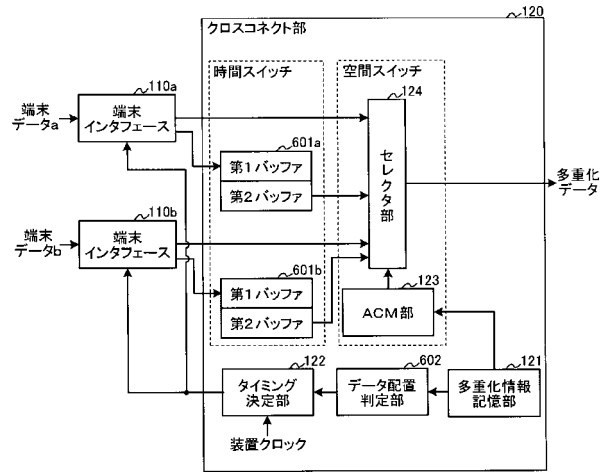 120
クロスコネクト部
時間スイッチ
空間スイッチ
110a
端末
データa
端末
インタフェース
124
セレクタ部
601a
第1バッファ
第2バッファ
多重化
データ
110b
端末
データb
端末
インタフェース
601b
第1バッファ
第2バッファ
123
ACM部
122
タイミング
決定部
602
データ配置
判定部
121
多重化情報
記憶部
装置クロック